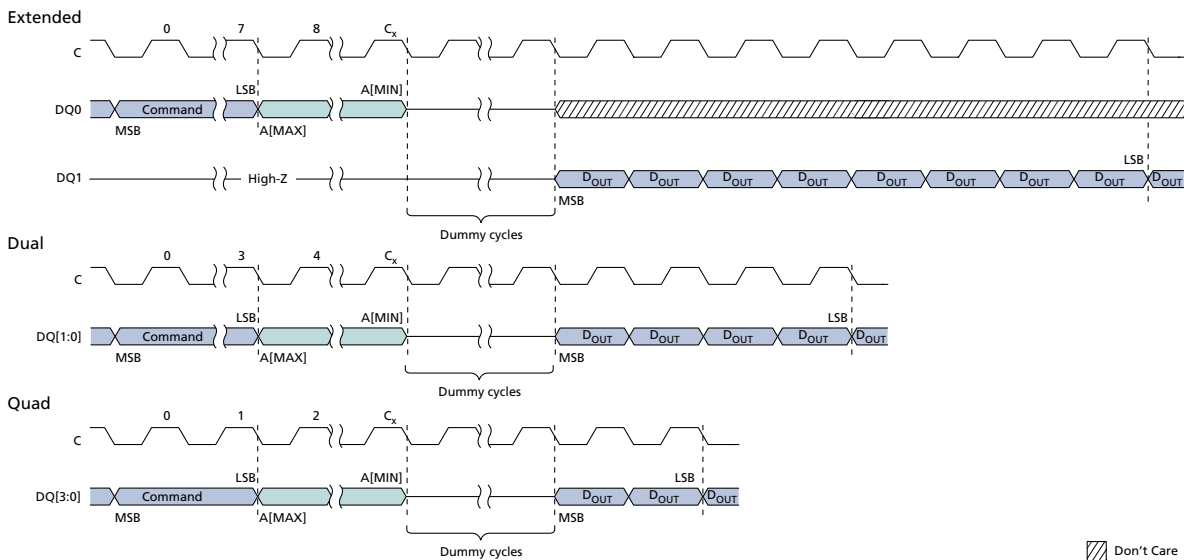 Extended
0 7 8 Cx
C
LSB A[MIN]
DQ0 Command
MSB A[MAX]
LSB
DQ1 High-Z DOUT DOUT DOUT DOUT DOUT DOUT DOUT DOUT DOUT
MSB
Dummy cycles
Dual
0 3 4 Cx
C
LSB A[MIN] LSB
DQ[1:0] Command DOUT DOUT DOUT DOUT DOUT
MSB A[MAX] MSB
Dummy cycles
Quad
0 1 2 Cx
C
LSB A[MIN] LSB
DQ[3:0] Command DOUT DOUT DOUT
MSB A[MAX] MSB
Dummy cycles
Don't Care